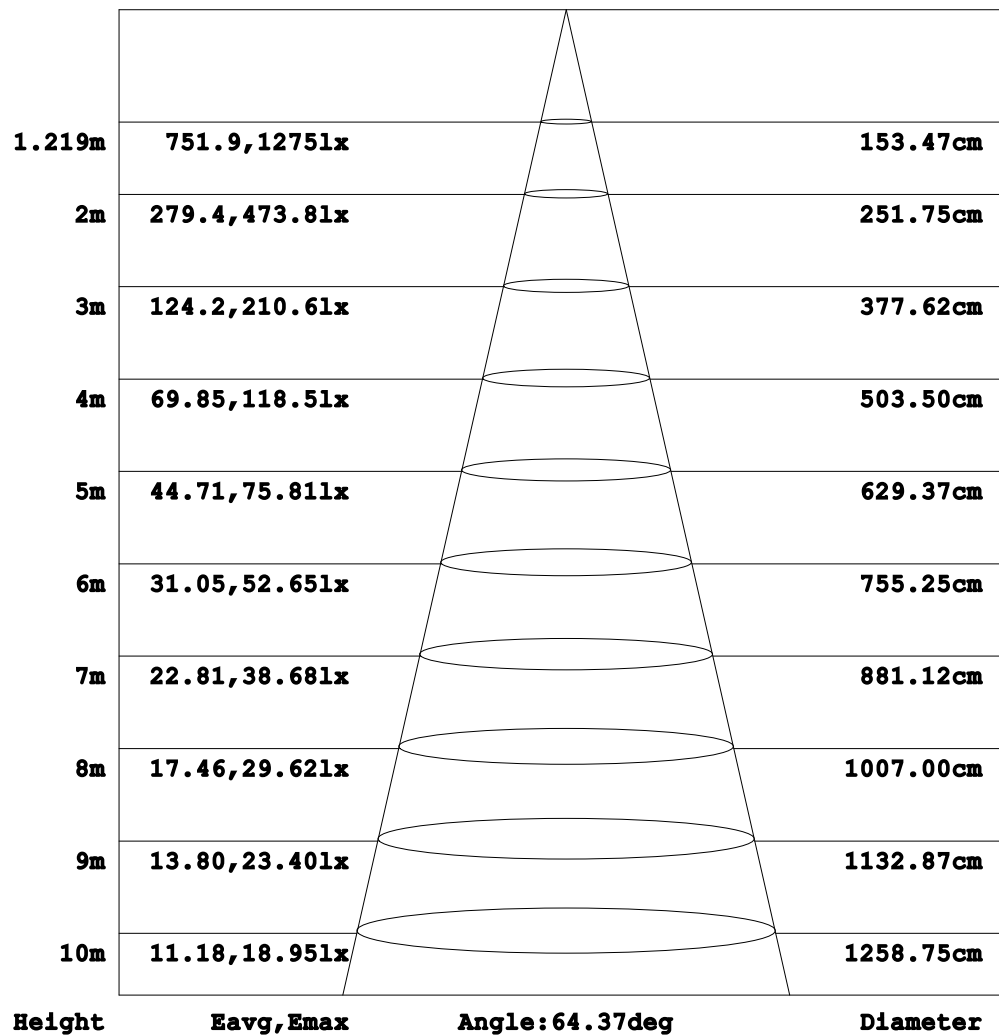 1.219m 751.9,1275lx 153.47cm
2m 279.4,473.8lx 251.75cm
3m 124.2,210.6lx 377.62cm
4m 69.85,118.5lx 503.50cm
5m 44.71,75.81lx 629.37cm
6m 31.05,52.65lx 755.25cm
7m 22.81,38.68lx 881.12cm
8m 17.46,29.62lx 1007.00cm
9m 13.80,23.40lx 1132.87cm
10m 11.18,18.95lx 1258.75cm
Height Eavg,Emax Angle:64.37deg Diameter